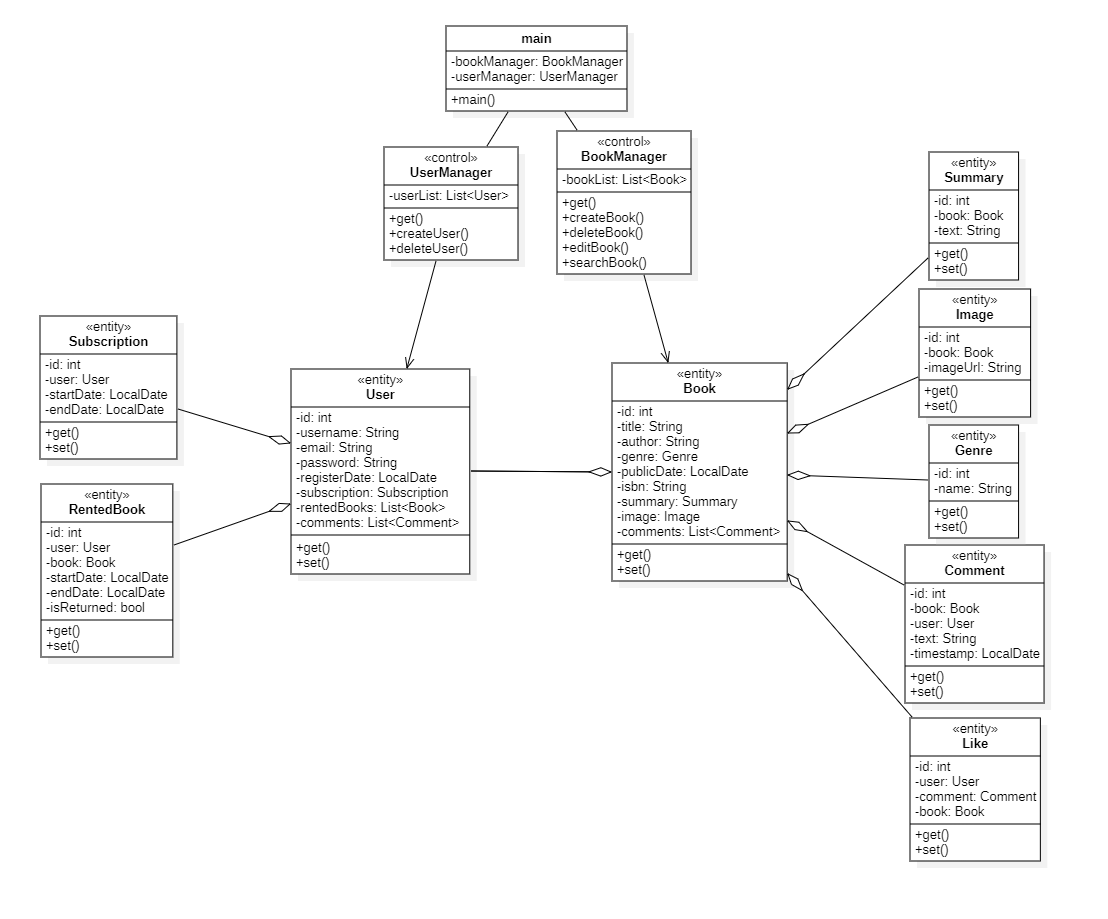 main
-bookManager: BookManager
-userManager: UserManager
+main()
«control»
UserManager
-userList: List<User>
+get()
+createUser()
+deleteUser()
«control»
BookManager
-bookList: List<Book>
+get()
+createBook()
+deleteBook()
+editBook()
+searchBook()
«entity»
Summary
-id: int
-book: Book
-text: String
+get()
+set()
«entity»
Image
-id: int
-book: Book
-imageUrl: String
+get()
+set()
«entity»
Subscription
-id: int
-user: User
-startDate: LocalDate
-endDate: LocalDate
+get()
+set()
«entity»
User
-id: int
-username: String
-email: String
-password: String
-registerDate: LocalDate
-subscription: Subscription
-rentedBooks: List<Book>
-comments: List<Comment>
+get()
+set()
«entity»
Book
-id: int
-title: String
-author: String
-genre: Genre
-publicDate: LocalDate
-isbn: String
-summary: Summary
-image: Image
-comments: List<Comment>
+get()
+set()
«entity»
Genre
-id: int
-name: String
+get()
+set()
«entity»
RentedBook
-id: int
-user: User
-book: Book
-startDate: LocalDate
-endDate: LocalDate
-isReturned: bool
+get()
+set()
«entity»
Comment
-id: int
-book: Book
-user: User
-text: String
-timestamp: LocalDate
+get()
+set()
«entity»
Like
-id: int
-user: User
-comment: Comment
-book: Book
+get()
+set()